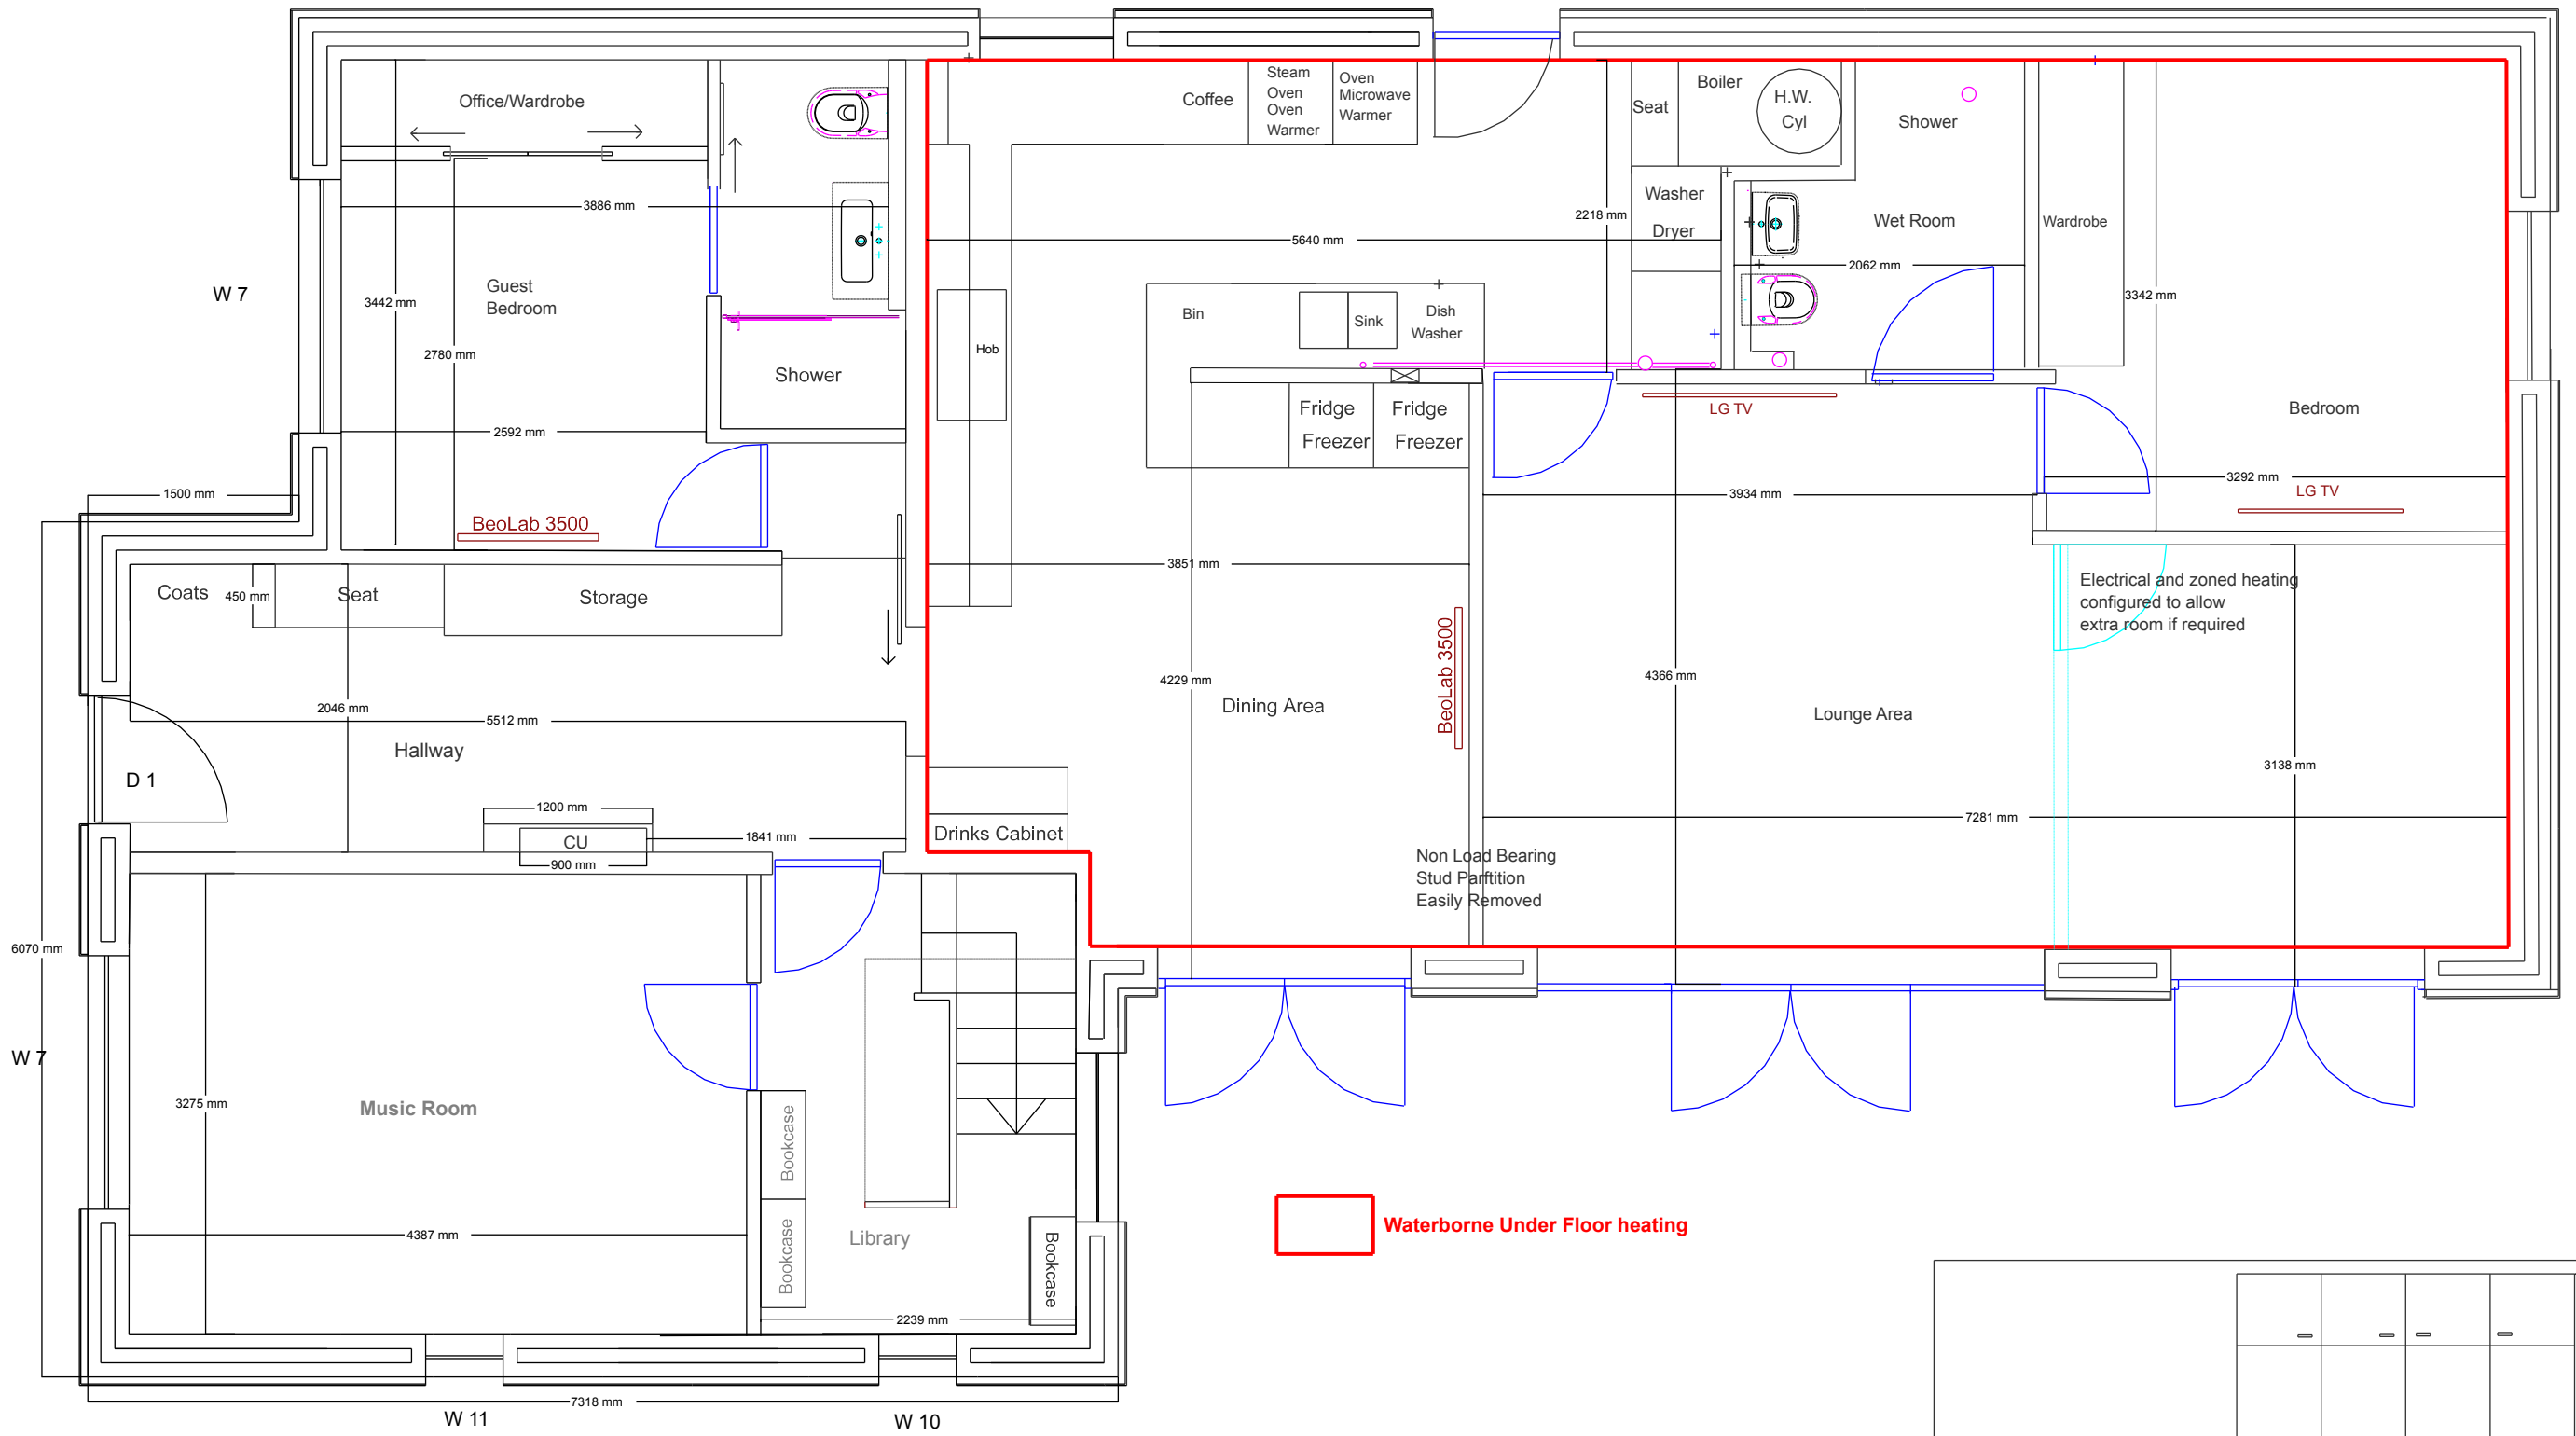 Office/Wardrobe
Coffee
Steam
Oven
Oven
Warmer
Oven
Microwave
Warmer
Seat
Boiler
H.W.
Cyl
Shower
Washer
Dryer
Wet Room
Wardrobe
3886 mm
2218 mm
5640 mm
2062 mm
3342 mm
W 7
3442 mm
Guest
Bedroom
2780 mm
Hob
Bin
Sink
Dish
Washer
Shower
Fridge
Freezer
Fridge
Freezer
LG TV
Bedroom
2592 mm
1500 mm
3934 mm
3292 mm
LG TV
BeoLab 3500
3851 mm
Coats
450 mm
Seat
Storage
Electrical and zoned heating
configured to allow
extra room if required
BeoLab 3500
4229 mm
4366 mm
Dining Area
Lounge Area
2046 mm
5512 mm
Hallway
D 1
3138 mm
1200 mm
CU
900 mm
1841 mm
Drinks Cabinet
7281 mm
Non Load Bearing
Stud Parftition
Easily Removed
6070 mm
W 7
3275 mm
Music Room
Bookcase
Bookcase
Library
Bookcase
4387 mm
2239 mm
Waterborne Under Floor heating
7318 mm
W 11
W 10